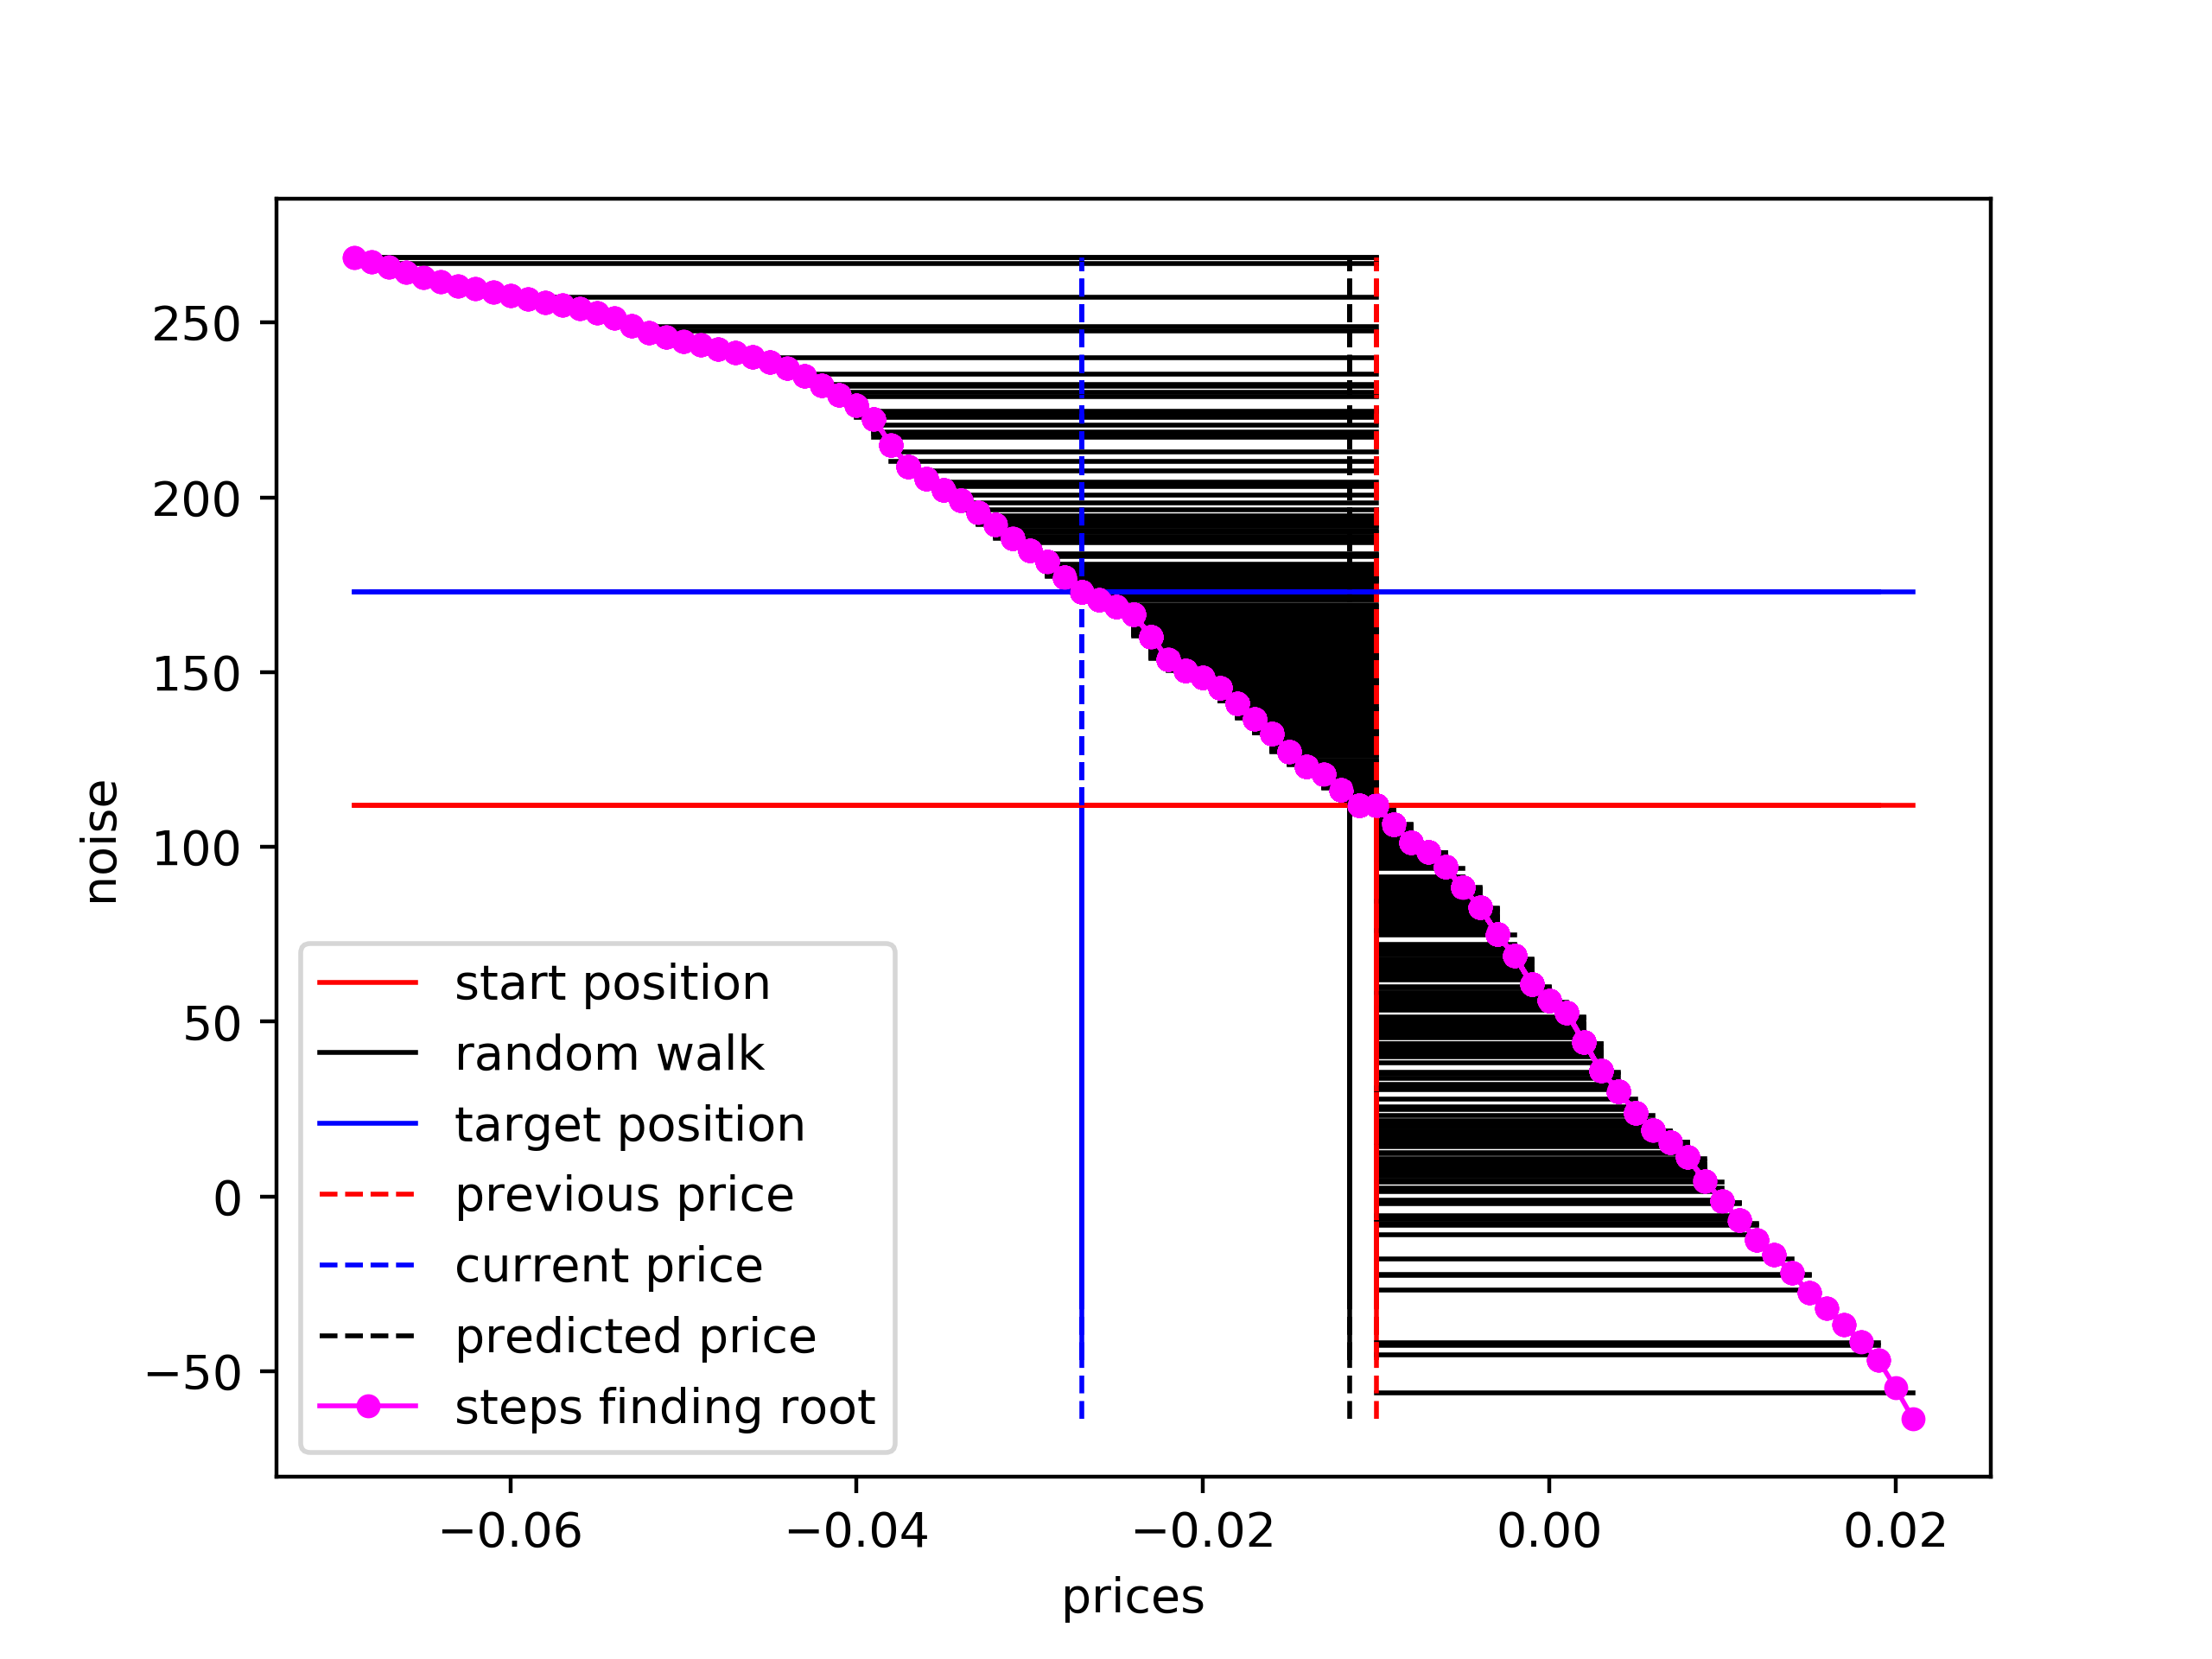 250
200
150
100
50
0
−50
noise
start position
random walk
target position
previous price
current price
predicted price
steps finding root
−0.06 −0.04 −0.02 0.00 0.02
prices